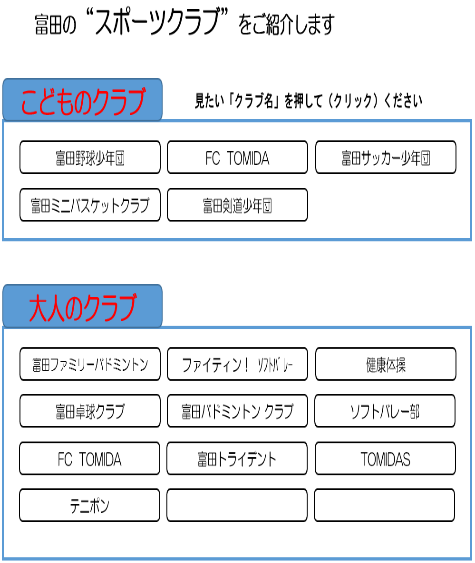 富田の“スポーツクラブ”をご紹介します
こどものクラブ
見たい「クラブ名」を押して(クリック)ください
富田野球少年団
FC TOMIDA
富田サッカー少年団
富田ミニバスケットクラブ
富田剣道少年団
大人のクラブ
富田ファミリーバドミントン
ファイティン! ソフトバレー
健康体操
富田卓球クラブ
富田バドミントン クラブ
ソフトバレー部
FC TOMIDA
富田トライデント
TOMIDAS
テニポン